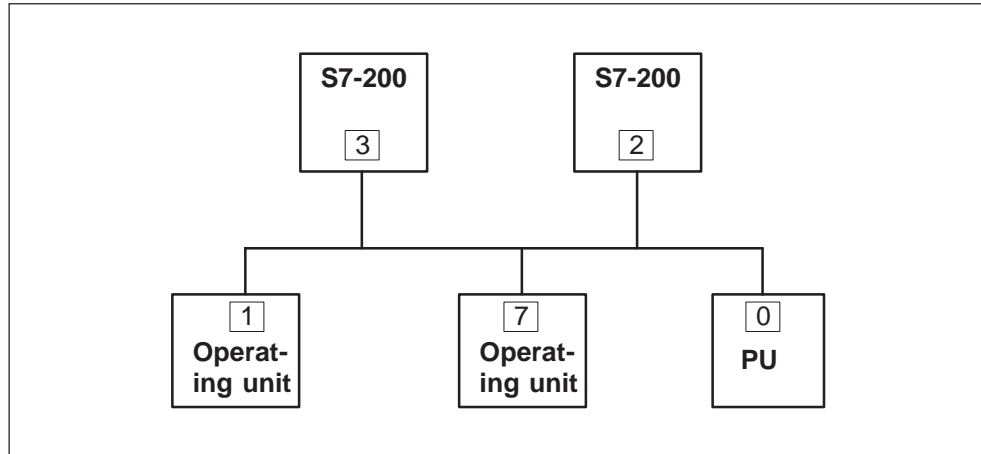 S7-200
3
S7-200
2
1
Operat-
ing unit
7
Operat-
ing unit
0
PU